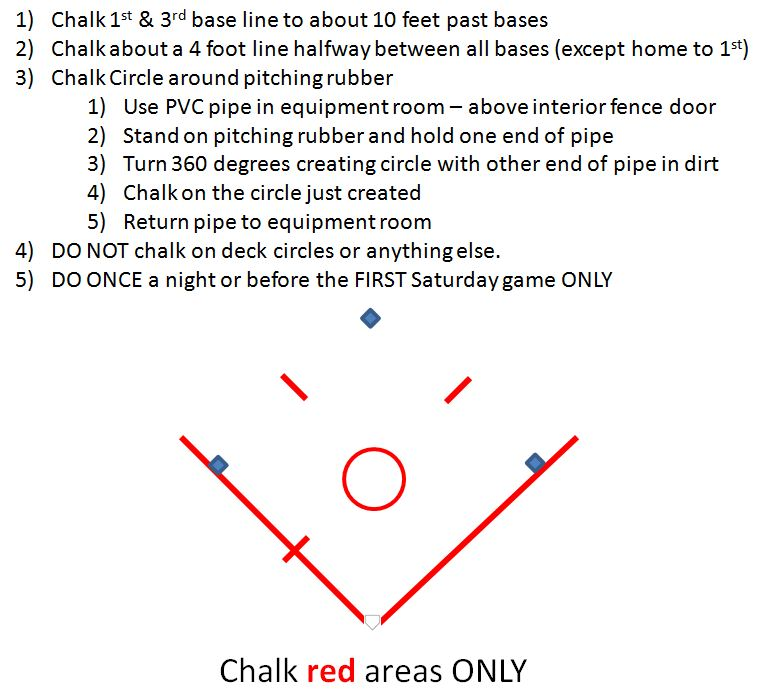 1) Chalk 1st & 3rd base line to about 10 feet past bases
2) Chalk about a 4 foot line halfway between all bases (except home to 1st)
3) Chalk Circle around pitching rubber
1) Use PVC pipe in equipment room – above interior fence door
2) Stand on pitching rubber and hold one end of pipe
3) Turn 360 degrees creating circle with other end of pipe in dirt
4) Chalk on the circle just created
5) Return pipe to equipment room
4) DO NOT chalk on deck circles or anything else.
5) DO ONCE a night or before the FIRST Saturday game ONLY
Chalk red areas ONLY